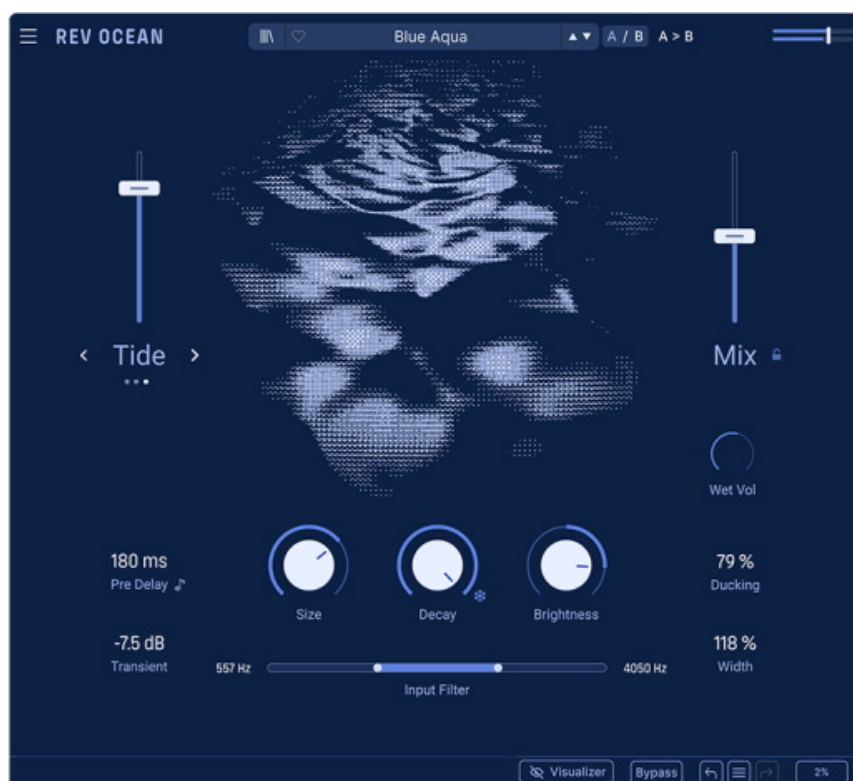 REV OCEAN
Blue Aqua
A / B
A > B
Tide
Mix
Wet Vol
180 ms
Pre Delay
79 %
Ducking
Size
Decay
Brightness
-7.5 dB
Transient
557 Hz
4050 Hz
118 %
Width
Input Filter
Visualizer
Bypass
2%